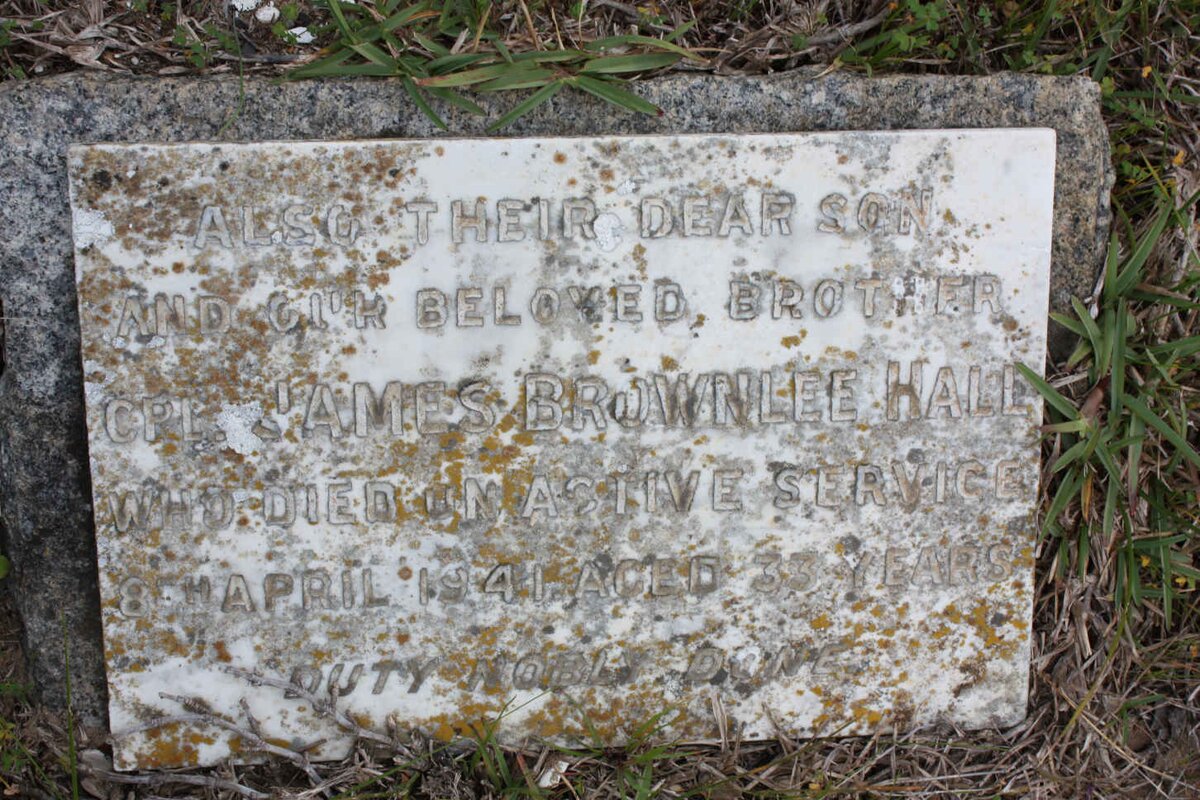 ALSO THEIR DEAR SON
AND OUR BELOVED BROTHER
CPL. JAMES BROWNLEE HALL
WHO DIED ON ACTIVE SERVICE
8TH APRIL 1941 AGED 33 YEARS
"DUTY NOBLY DONE